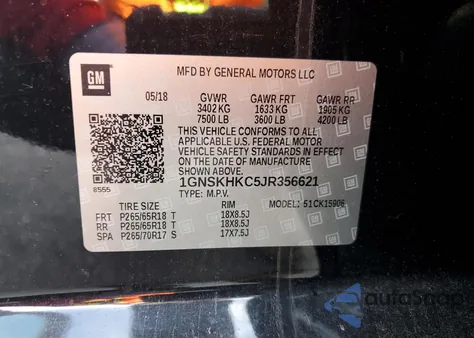 GM
MFD BY GENERAL MOTORS LLC
05/18 GVWR GAWR FRT GAWR RR
3402 KG 1633 KG 1905 KG
7500 LB 3600 LB 4200 LB
THIS VEHICLE CONFORMS TO ALL
APPLICABLE U.S. FEDERAL MOTOR
VEHICLE SAFETY STANDARDS IN EFFECT
ON THE DATE OF MANUFACTURE SHOWN ABOVE.
1GNSKHKC5JR356621
8555 TYPE: M.P.V.
TIRE SIZE RIM MODEL: 51CK15906
FRT P265/65R18 T 18X8.5J
RR P265/65R18 T 18X8.5J
SPA P265/70R17 S 17X7.5J
autoSnap